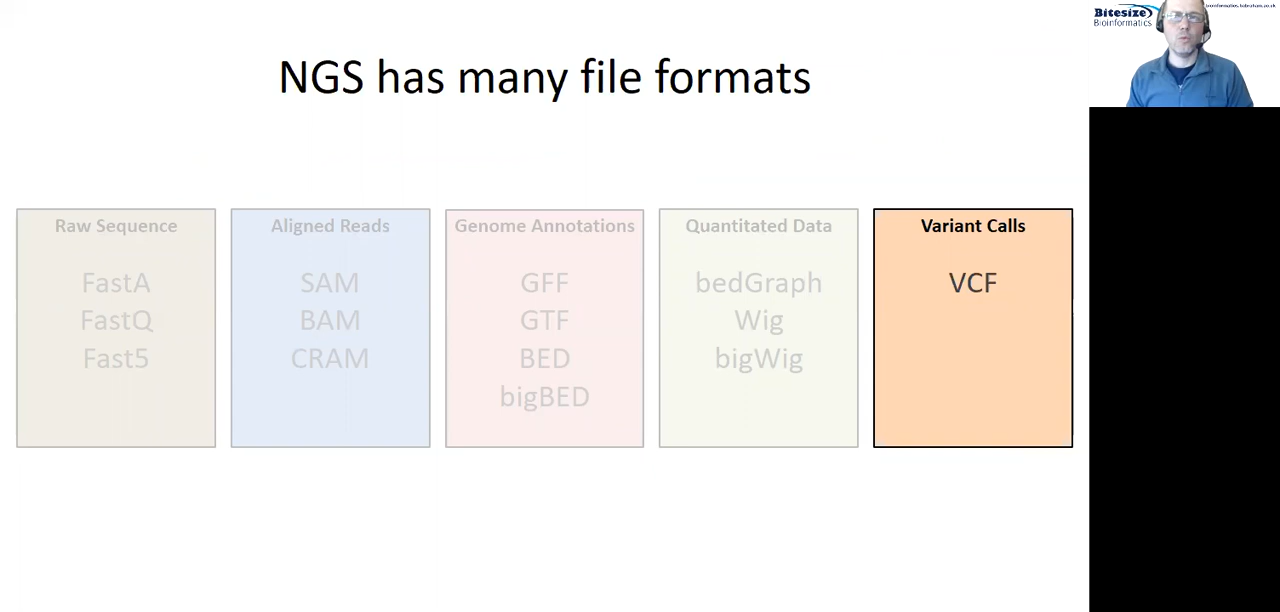 NGS has many file formats
Raw Sequence
FastA
FastQ
Fast5
Aligned Reads
SAM
BAM
CRAM
Genome Annotations
GFF
GTF
BED
bigBED
Quantitated Data
bedGraph
Wig
bigWig
Variant Calls
VCF
Bitesize
Bioinformatics